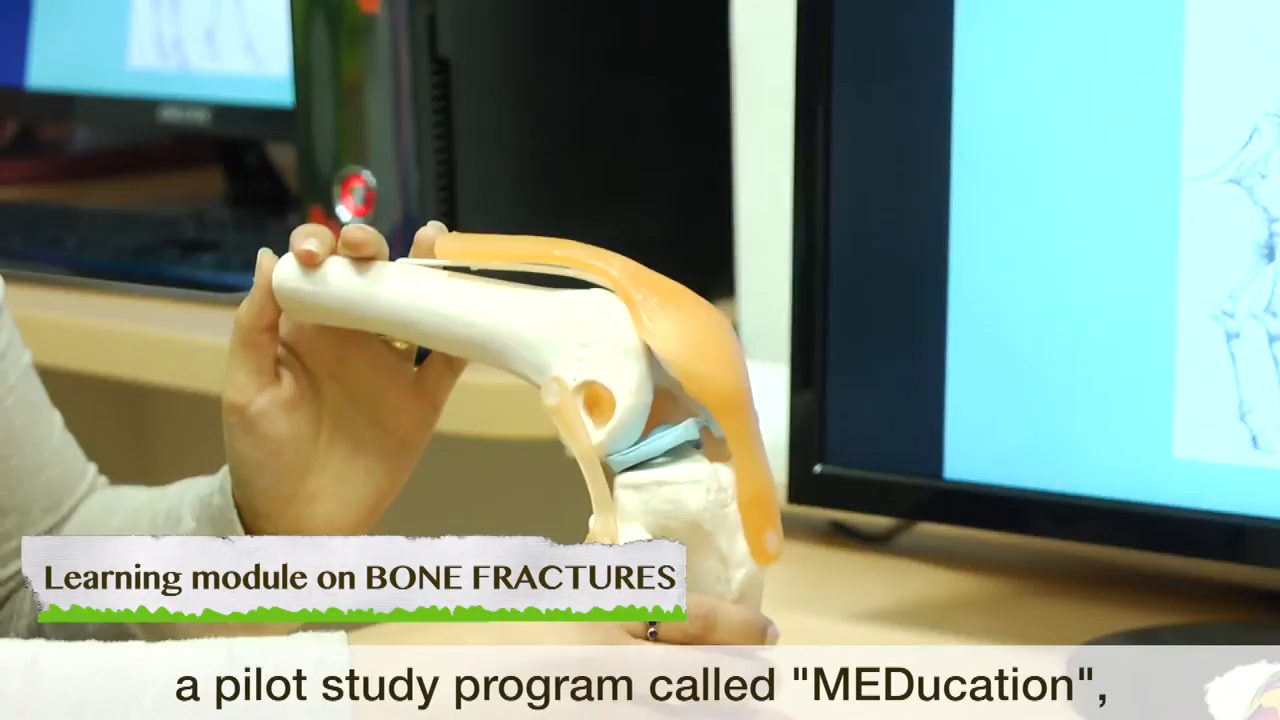 Learning module on BONE FRACTURES
a pilot study program called "MEDucation",